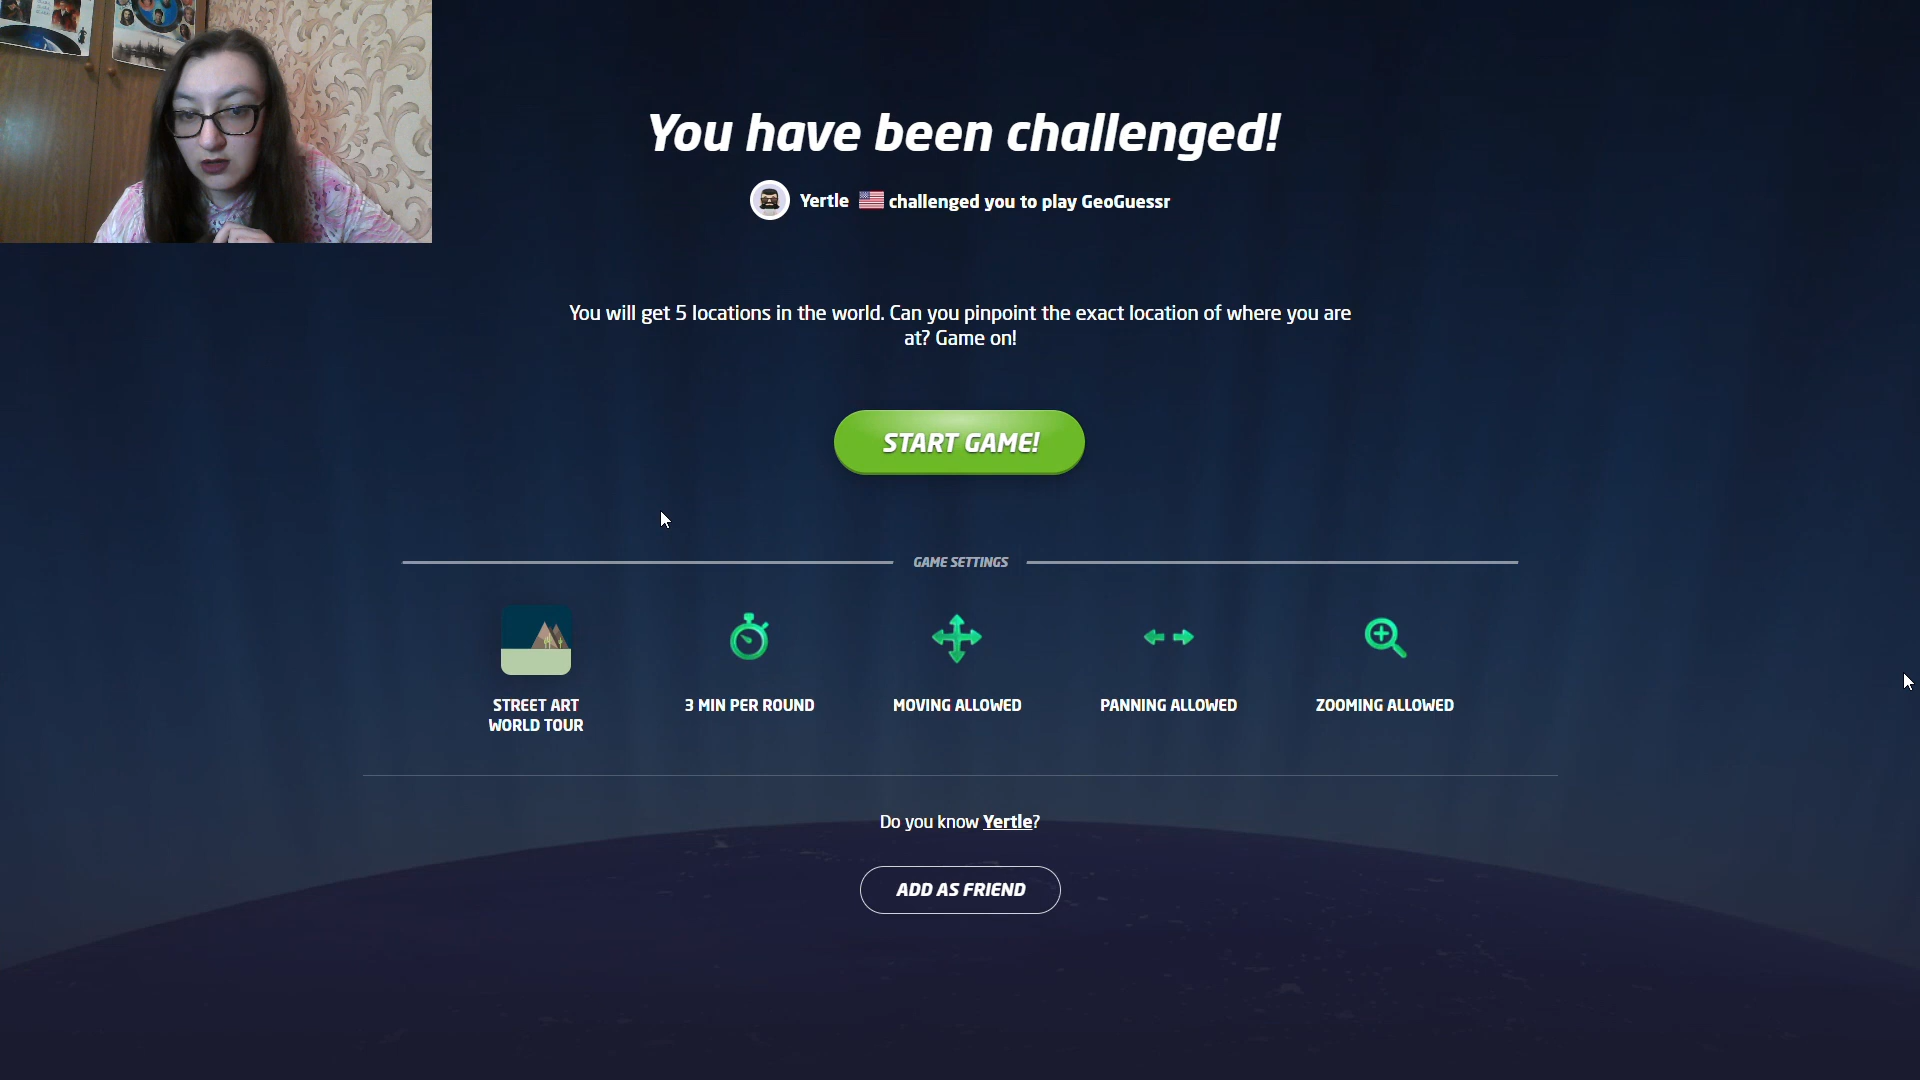 You have been challenged!
Yertle challenged you to play GeoGuessr
You will get 5 locations in the world. Can you pinpoint the exact location of where you are
at? Game on!
START GAME!
GAME SETTINGS
STREET ART
WORLD TOUR
3 MIN PER ROUND
MOVING ALLOWED
PANNING ALLOWED
ZOOMING ALLOWED
Do you know Yertle?
ADD AS FRIEND